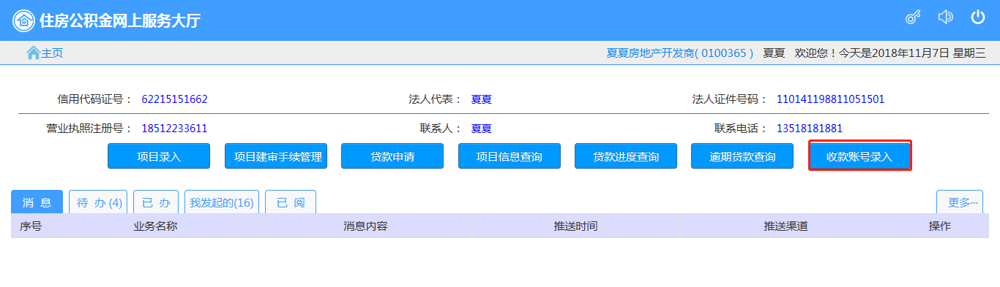 住房公积金网上服务大厅
主页 夏夏房地产开发商( 0100365 ) 夏夏 欢迎您！今天是2018年11月7日 星期三
信用代码证号： 62215151662 法人代表： 夏夏 法人证件号码： 110141198811051501
营业执照注册号： 18512233611 联系人： 夏夏 联系电话： 13518181881
项目录入 项目建审手续管理 贷款申请 项目信息查询 贷款进度查询 逾期贷款查询 收款账号录入
消 息 待 办 (4) 已 办 我发起的(16) 已 阅 更多···
序号 业务名称 消息内容 推送时间 推送渠道 操作